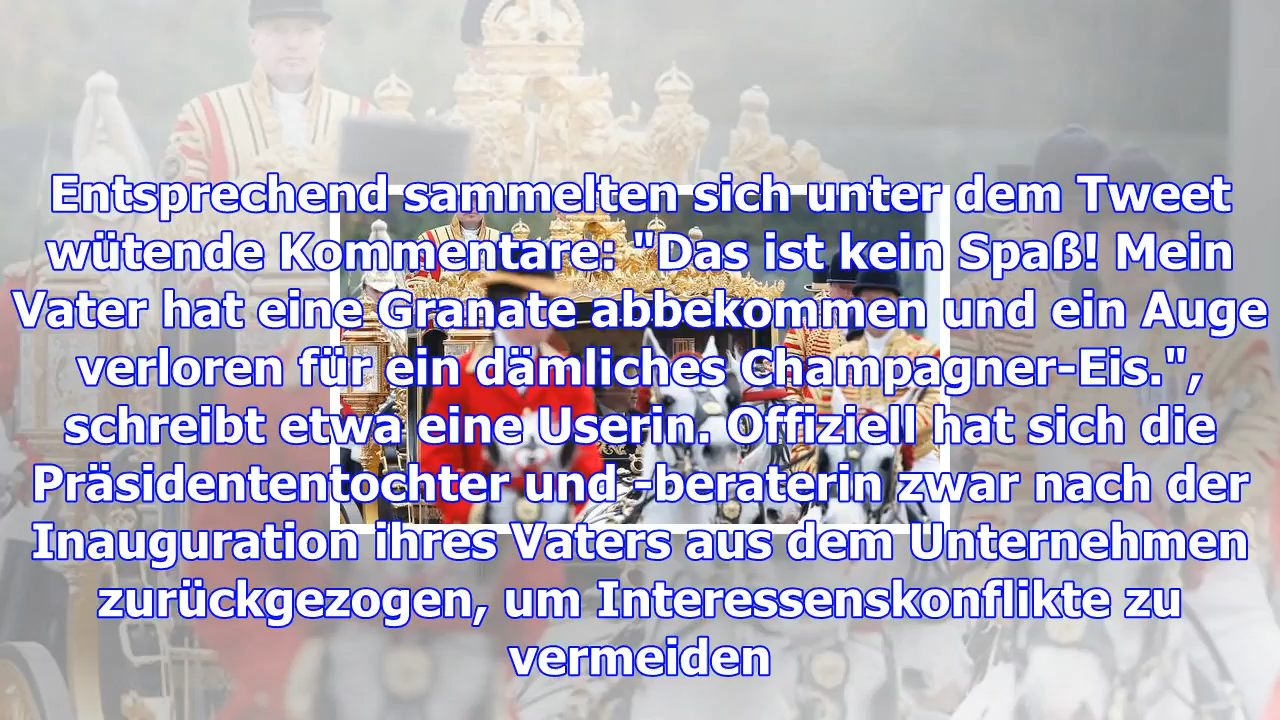 Entsprechend sammelten sich unter dem Tweet
wütende Kommentare: "Das ist kein Spaß! Mein
Vater hat eine Granate abbekommen und ein Auge
verloren für ein dämliches Champagner-Eis.",
schreibt etwa eine Userin. Offiziell hat sich die
Präsidententochter und -beraterin zwar nach der
Inauguration ihres Vaters aus dem Unternehmen
zurückgezogen, um Interessenskonflikte zu
vermeiden